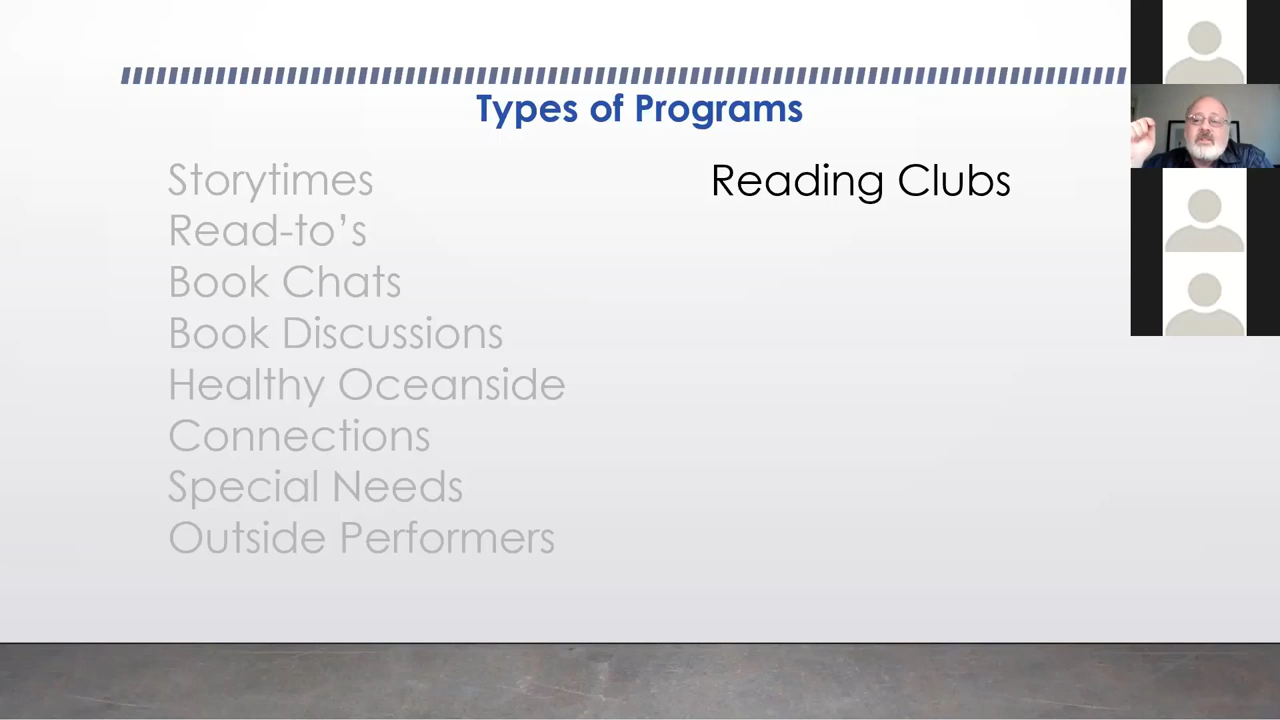 Types of Programs
Storytimes
Read-to’s
Book Chats
Book Discussions
Healthy Oceanside
Connections
Special Needs
Outside Performers
Reading Clubs